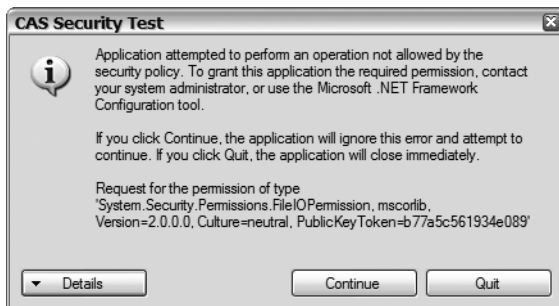 CAS Security Test
Application attempted to perform an operation not allowed by the
security policy. To grant this application the required permission, contact
your system administrator, or use the Microsoft .NET Framework
Configuration tool.
If you click Continue, the application will ignore this error and attempt to
continue. If you click Quit, the application will close immediately.
Request for the permission of type
'System.Security.Permissions.FileIOPermission, mscorlib,
Version=2.0.0.0, Culture=neutral, PublicKeyToken=b77a5c561934e089'
Details Continue Quit